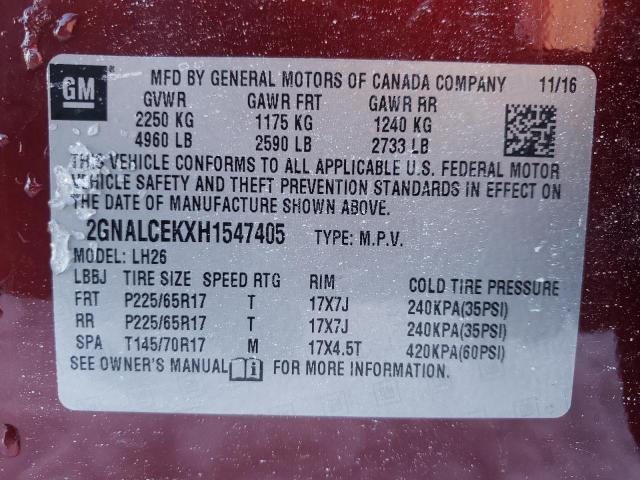 GM MFD BY GENERAL MOTORS OF CANADA COMPANY 11/16
GVWR GAWR FRT GAWR RR
2250 KG 1175 KG 1240 KG
4960 LB 2590 LB 2733 LB
THIS VEHICLE CONFORMS TO ALL APPLICABLE U.S. FEDERAL MOTOR
VEHICLE SAFETY AND THEFT PREVENTION STANDARDS IN EFFECT ON
THE DATE OF MANUFACTURE SHOWN ABOVE.
2GNALCEKXH1547405 TYPE: M.P.V.
MODEL: LH26
LBBJ TIRE SIZE SPEED RTG RIM COLD TIRE PRESSURE
FRT P225/65R17 T 17X7J 240KPA(35PSI)
RR P225/65R17 T 17X7J 240KPA(35PSI)
SPA T145/70R17 M 17X4.5T 420KPA(60PSI)
SEE OWNER'S MANUAL i FOR MORE INFORMATION.